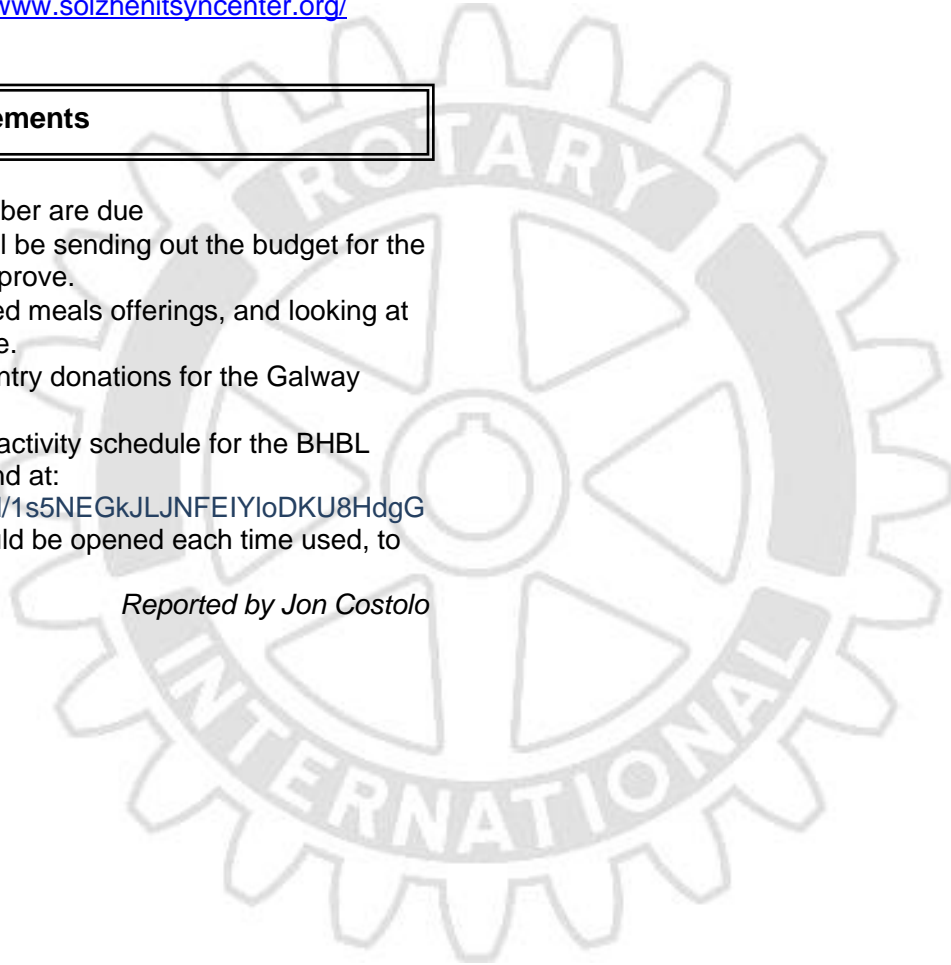 www.solzhenitsyncenter.org/
ements
ber are due
l be sending out the budget for the
prove.
ed meals offerings, and looking at
e.
ntry donations for the Galway
activity schedule for the BHBL
nd at:
l/1s5NEGkJLJNFEIYloDKU8HdgG
uld be opened each time used, to
Reported by Jon Costolo
ROTARY
INTERNATIONAL